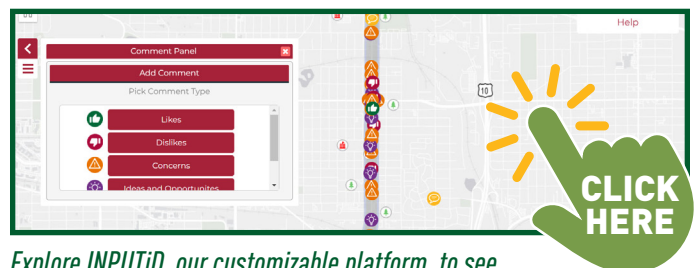 Help
Comment Panel
Add Comment
Pick Comment Type
Likes
Dislikes
Concerns
Ideas and Opportunites
10
CLICK
HERE
Explore INPUTiD, our customizable platform, to see